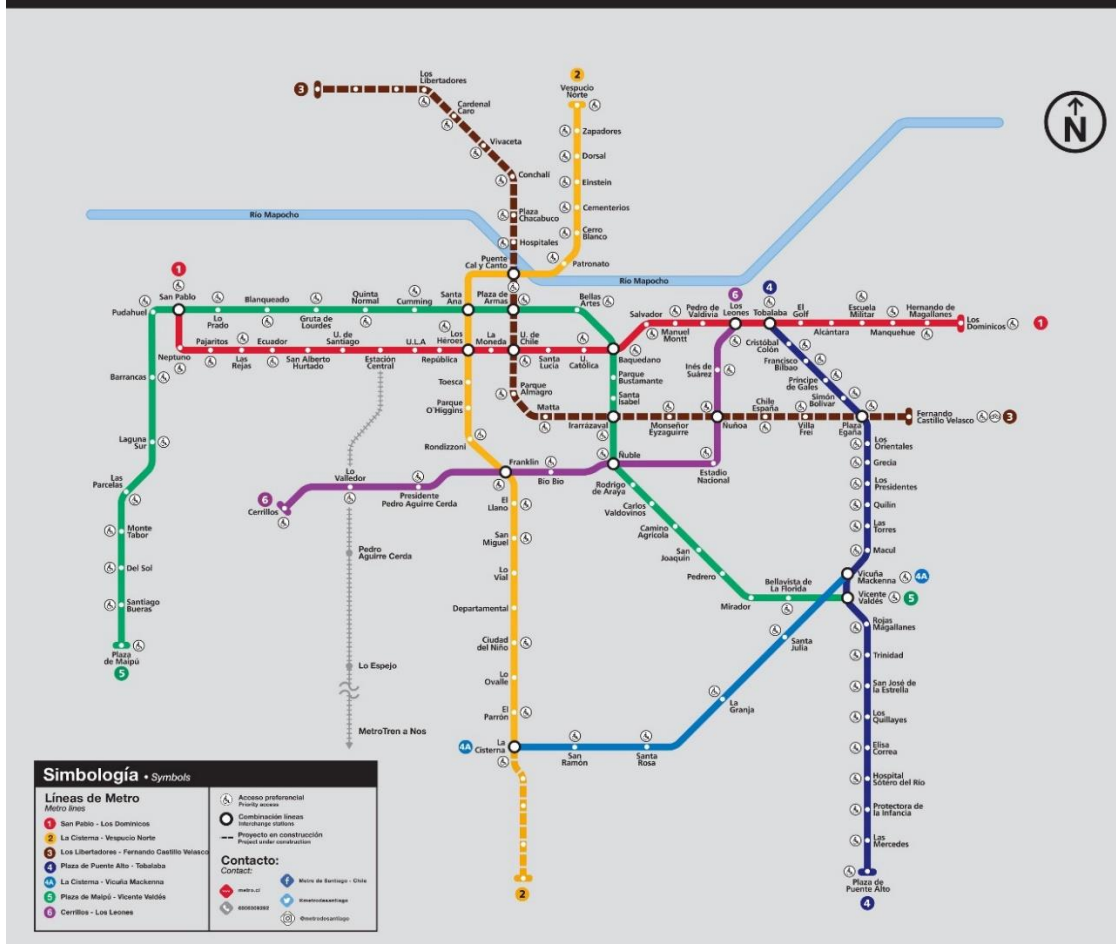 3
Los
Libertadores
Cardenal
Caro
Vivaceta
Conchalí
Plaza
Chacabuco
Hospitales
Puente
Cal y Canto
2
Vespucio
Norte
Zapadores
Dorsal
Einstein
Cementerios
Cerro
Blanco
Patronato
N
Río Mapocho
Río Mapocho
1
San Pablo
Pudahuel
Lo
Prado
Blanqueado
Gruta de
Lourdes
Quinta
Normal
Cumming
Santa
Ana
Plaza de
Armas
Bellas
Artes
Neptuno
Pajaritos
Las
Rejas
Ecuador
San Alberto
Hurtado
U. de
Santiago
Estación
Central
U.L.A
República
Los
Héroes
La
Moneda
U. de
Chile
Santa
Lucía
U.
Católica
Baquedano
Salvador
Manuel
Montt
Pedro de
Valdivia
6
Los
Leones
4
Tobalaba
El
Golf
Alcántara
Escuela
Militar
Manquehue
Hernando de
Magallanes
Los
Dominicos
1
Cristóbal
Colón
Francisco
Bilbao
Príncipe
de Gales
Simón
Bolívar
Plaza
Egaña
Inés de
Suárez
Parque
Bustamante
Santa
Isabel
Irarrázaval
Parque
Almagro
Matta
Monseñor
Eyzaguirre
Ñuñoa
Chile
España
Villa
Frei
Fernando
Castillo Velasco
3
Barrancas
Laguna
Sur
Las
Parcelas
Monte
Tabor
Del Sol
Santiago
Bueras
Plaza
de Maipú
5
Toesca
Parque
O'Higgins
Rondizzoni
Franklin
Bio Bio
Ñuble
Estadio
Nacional
6
Cerrillos
Lo
Valledor
Presidente
Pedro Aguirre Cerda
Pedro
Aguirre Cerda
Lo Espejo
MetroTren a Nos
El
Llano
San
Miguel
Lo
Vial
Departamental
Ciudad
del Niño
Lo
Ovalle
El
Parrón
4A
La
Cisterna
2
San
Ramón
Santa
Rosa
La
Granja
Santa
Julia
Rodrigo
de Araya
Carlos
Valdovinos
Camino
Agrícola
San
Joaquín
Pedrero
Mirador
Bellavista de
La Florida
Los
Orientales
Grecia
Los
Presidentes
Quilín
Las
Torres
Macul
Vicuña
Mackenna
4A
Vicente
Valdés
5
Rojas
Magallanes
Trinidad
San José de
la Estrella
Los
Quillayes
Elisa
Correa
Hospital
Sótero del Río
Protectora de
la Infancia
Las
Mercedes
Plaza de
Puente Alto
4
Simbología • Symbols
Líneas de Metro
Metro lines
1 San Pablo - Los Dominicos
2 La Cisterna - Vespucio Norte
3 Los Libertadores - Fernando Castillo Velasco
4 Plaza de Puente Alto - Tobalaba
4A La Cisterna - Vicuña Mackenna
5 Plaza de Maipú - Vicente Valdés
6 Cerrillos - Los Leones
Acceso preferencial
Priority access
Combinación líneas
Interchange stations
Proyecto en construcción
Project under construction
Contacto:
Contact:
metro.cl
Metro de Santiago - Chile
@metrodesantiago
@metrodesantiago